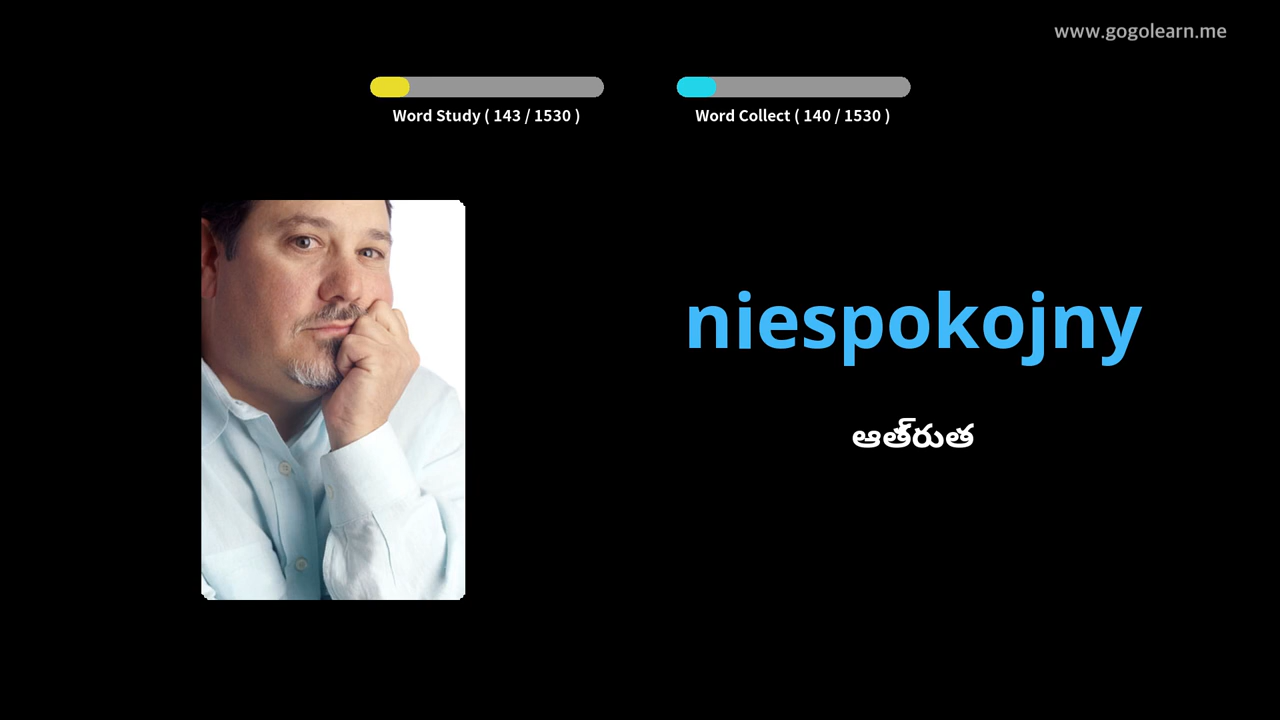 www.gogolearn.me
Word Study ( 143 / 1530 )
Word Collect ( 140 / 1530 )
niespokojny
ఆత్రుత